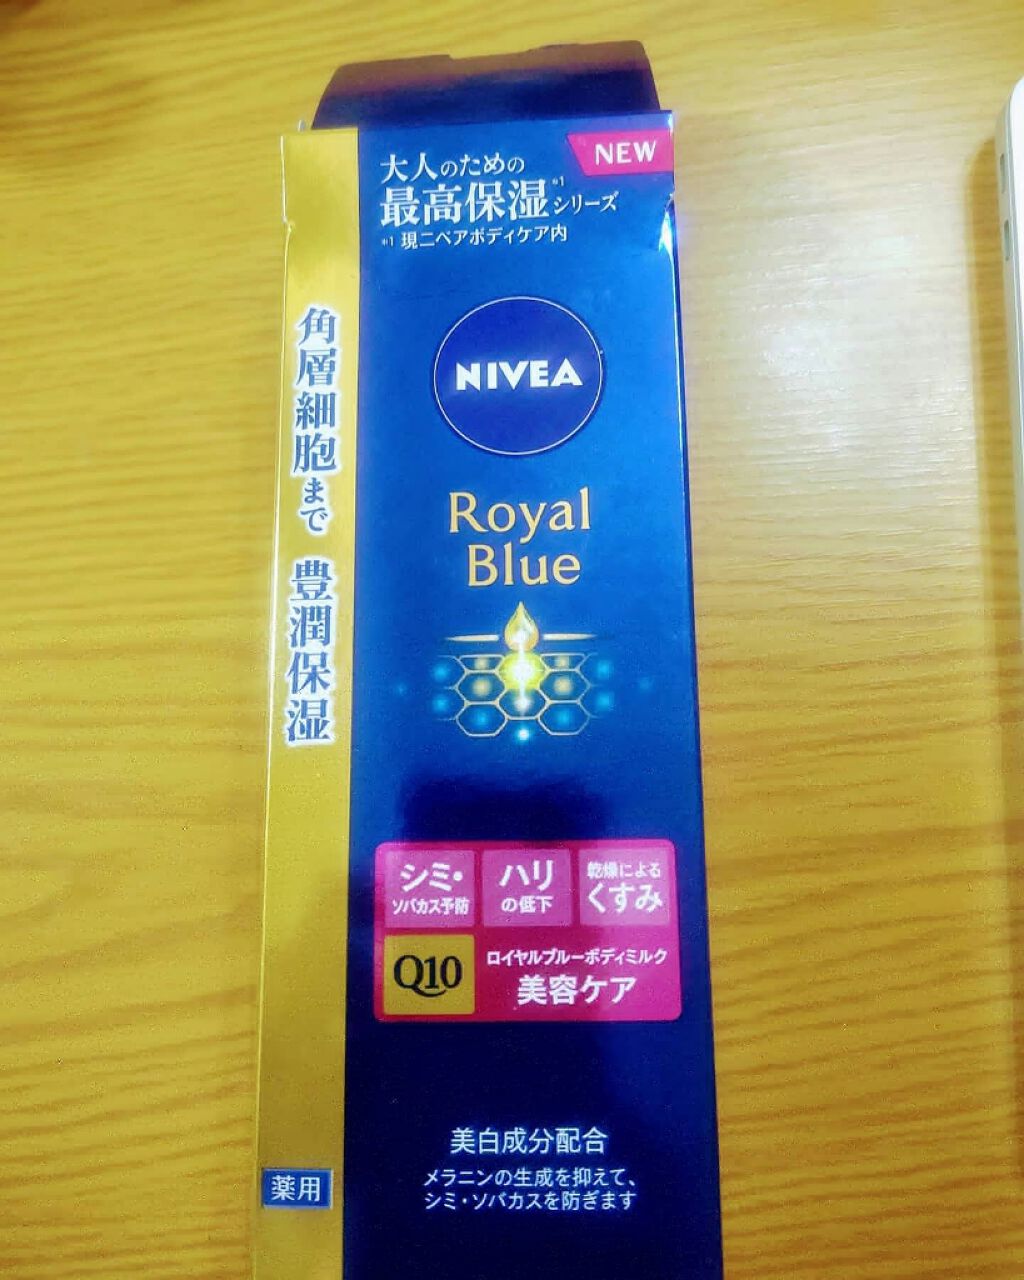 NEW
大人のための
最高保湿※1シリーズ
※1 現ニベアボディケア内
NIVEA
Royal
Blue
角層細胞まで 豊潤保湿
シミ・
ソバカス予防
ハリ
の低下
乾燥による
くすみ
Q10
ロイヤルブルーボディミルク
美容ケア
美白成分配合
メラニンの生成を抑えて、
シミ・ソバカスを防ぎます
薬用